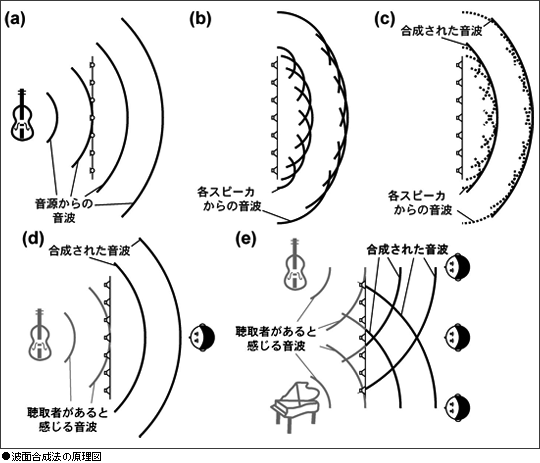 (a)
音源からの
音波
(b)
各スピーカ
からの音波
(c)
合成された音波
各スピーカ
からの音波
(d)
合成された音波
聴取者があると
感じる音波
(e)
合成された音波
聴取者があると
感じる音波
●波面合成法の原理図